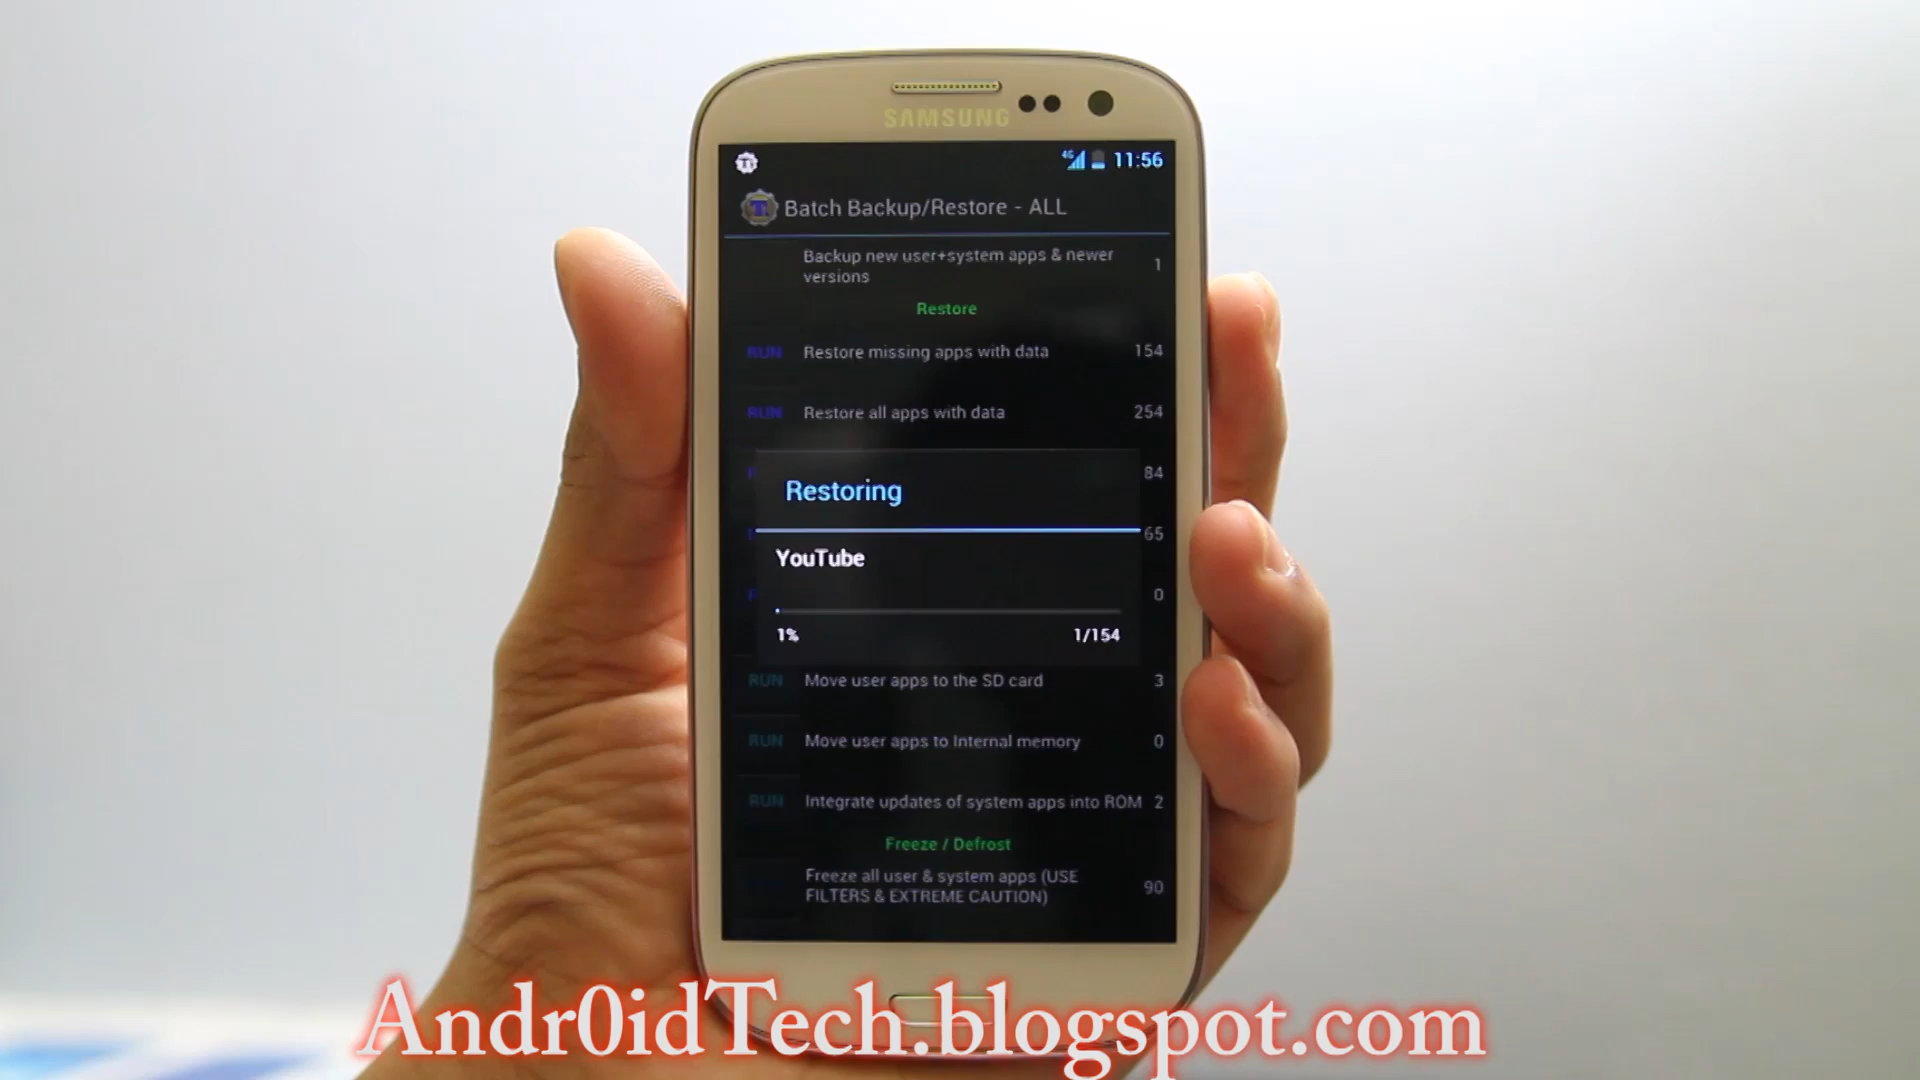 SAMSUNG
4G 11:56
Batch Backup/Restore - ALL
Backup new user+system apps & newer
versions 1
Restore
RUN Restore missing apps with data 154
RUN Restore all apps with data 254
84
Restoring
65
YouTube
0
1% 1/154
RUN Move user apps to the SD card 3
RUN Move user apps to Internal memory 0
RUN Integrate updates of system apps into ROM 2
Freeze / Defrost
Freeze all user & system apps (USE
FILTERS & EXTREME CAUTION) 90
Andr0idTech.blogspot.com